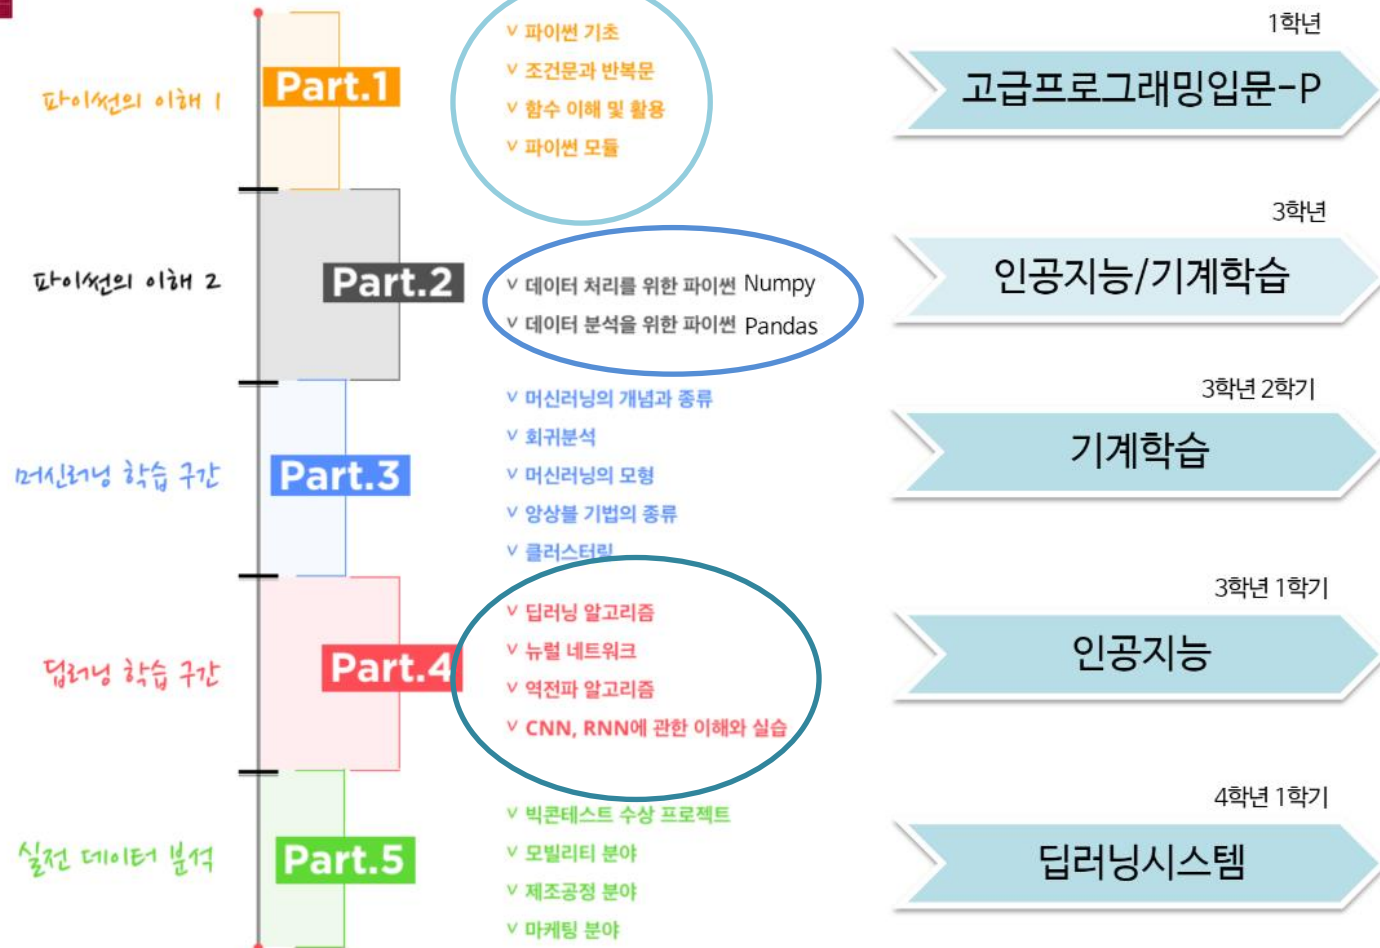 파이썬의 이해 1
Part.1
∨ 파이썬 기초
∨ 조건문과 반복문
∨ 함수 이해 및 활용
∨ 파이썬 모듈
1학년
고급프로그래밍입문-P
파이썬의 이해 2
Part.2
∨ 데이터 처리를 위한 파이썬 Numpy
∨ 데이터 분석을 위한 파이썬 Pandas
3학년
인공지능/기계학습
머신러닝 학습 구간
Part.3
∨ 머신러닝의 개념과 종류
∨ 회귀분석
∨ 머신러닝의 모형
∨ 앙상블 기법의 종류
∨ 클러스터링
3학년 2학기
기계학습
딥러닝 학습 구간
Part.4
∨ 딥러닝 알고리즘
∨ 뉴럴 네트워크
∨ 역전파 알고리즘
∨ CNN, RNN에 관한 이해와 실습
3학년 1학기
인공지능
실전 데이터 분석
Part.5
∨ 빅콘테스트 수상 프로젝트
∨ 모빌리티 분야
∨ 제조공정 분야
∨ 마케팅 분야
4학년 1학기
딥러닝시스템